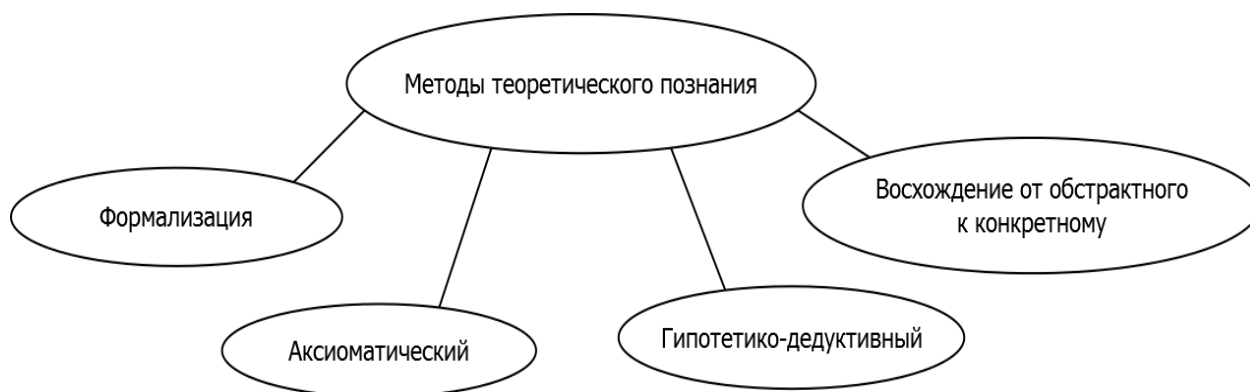 Методы теоретического познания
Формализация
Восхождение от обстрактного
к конкретному
Аксиоматический
Гипотетико-дедуктивный